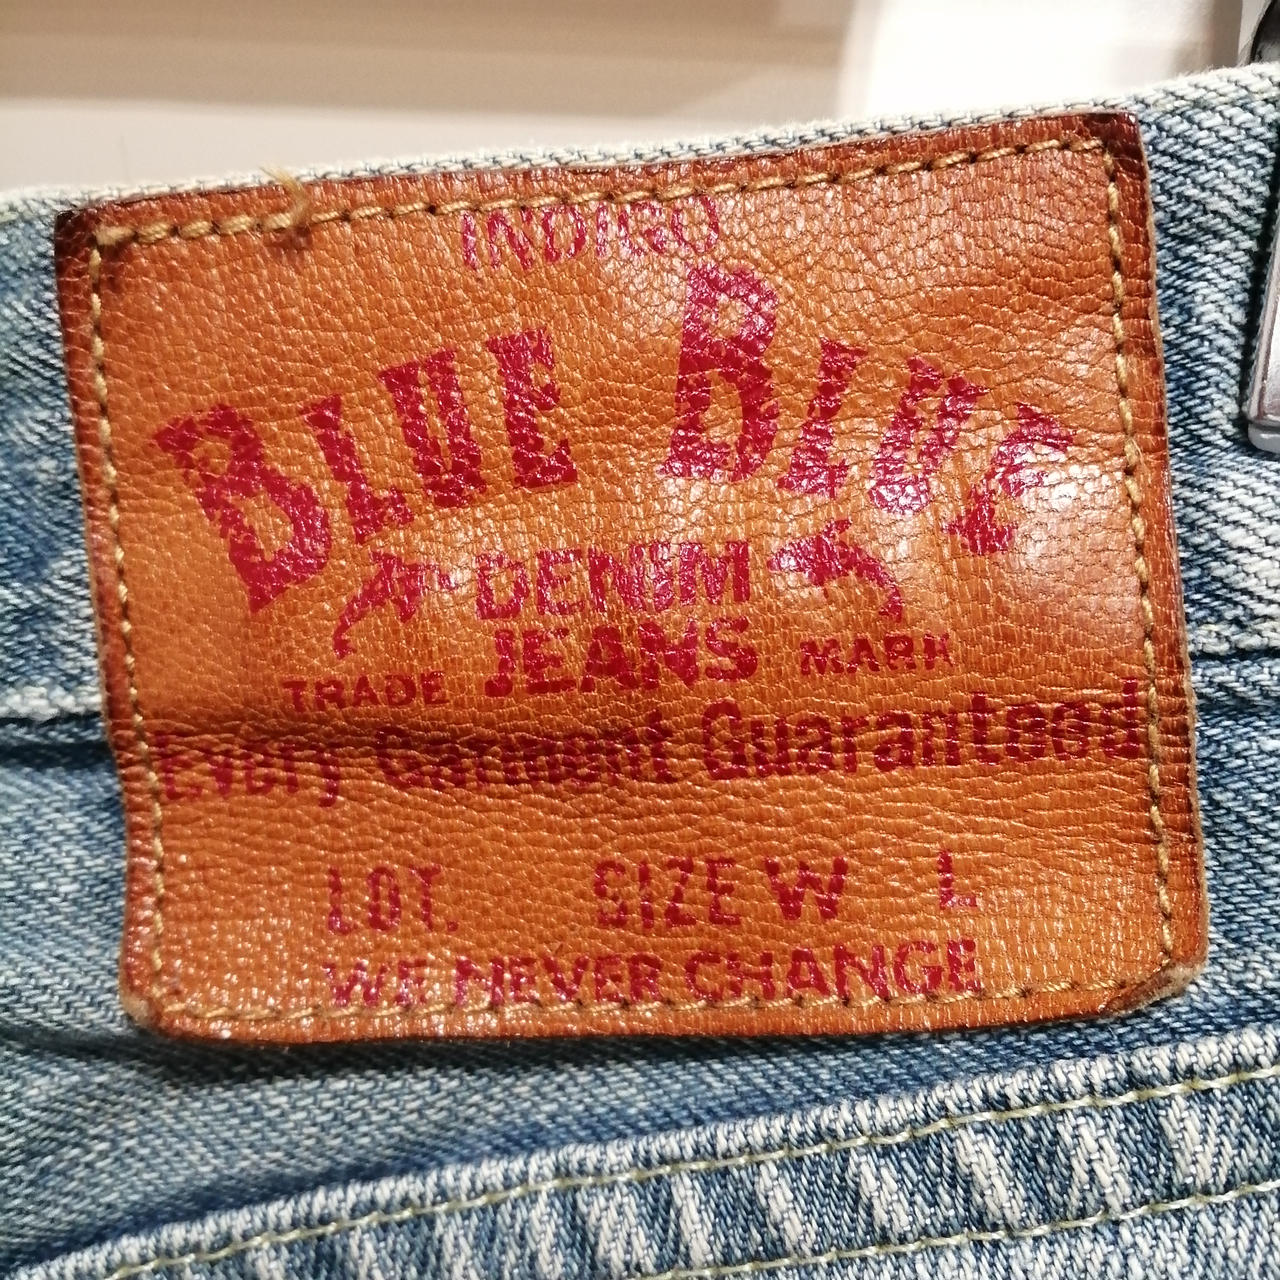 INDIGO
BLUE BLUE
DENIM
JEANS
TRADE MARK
Every Garment Guaranteed
LOT. SIZE W L
WE NEVER CHANGE